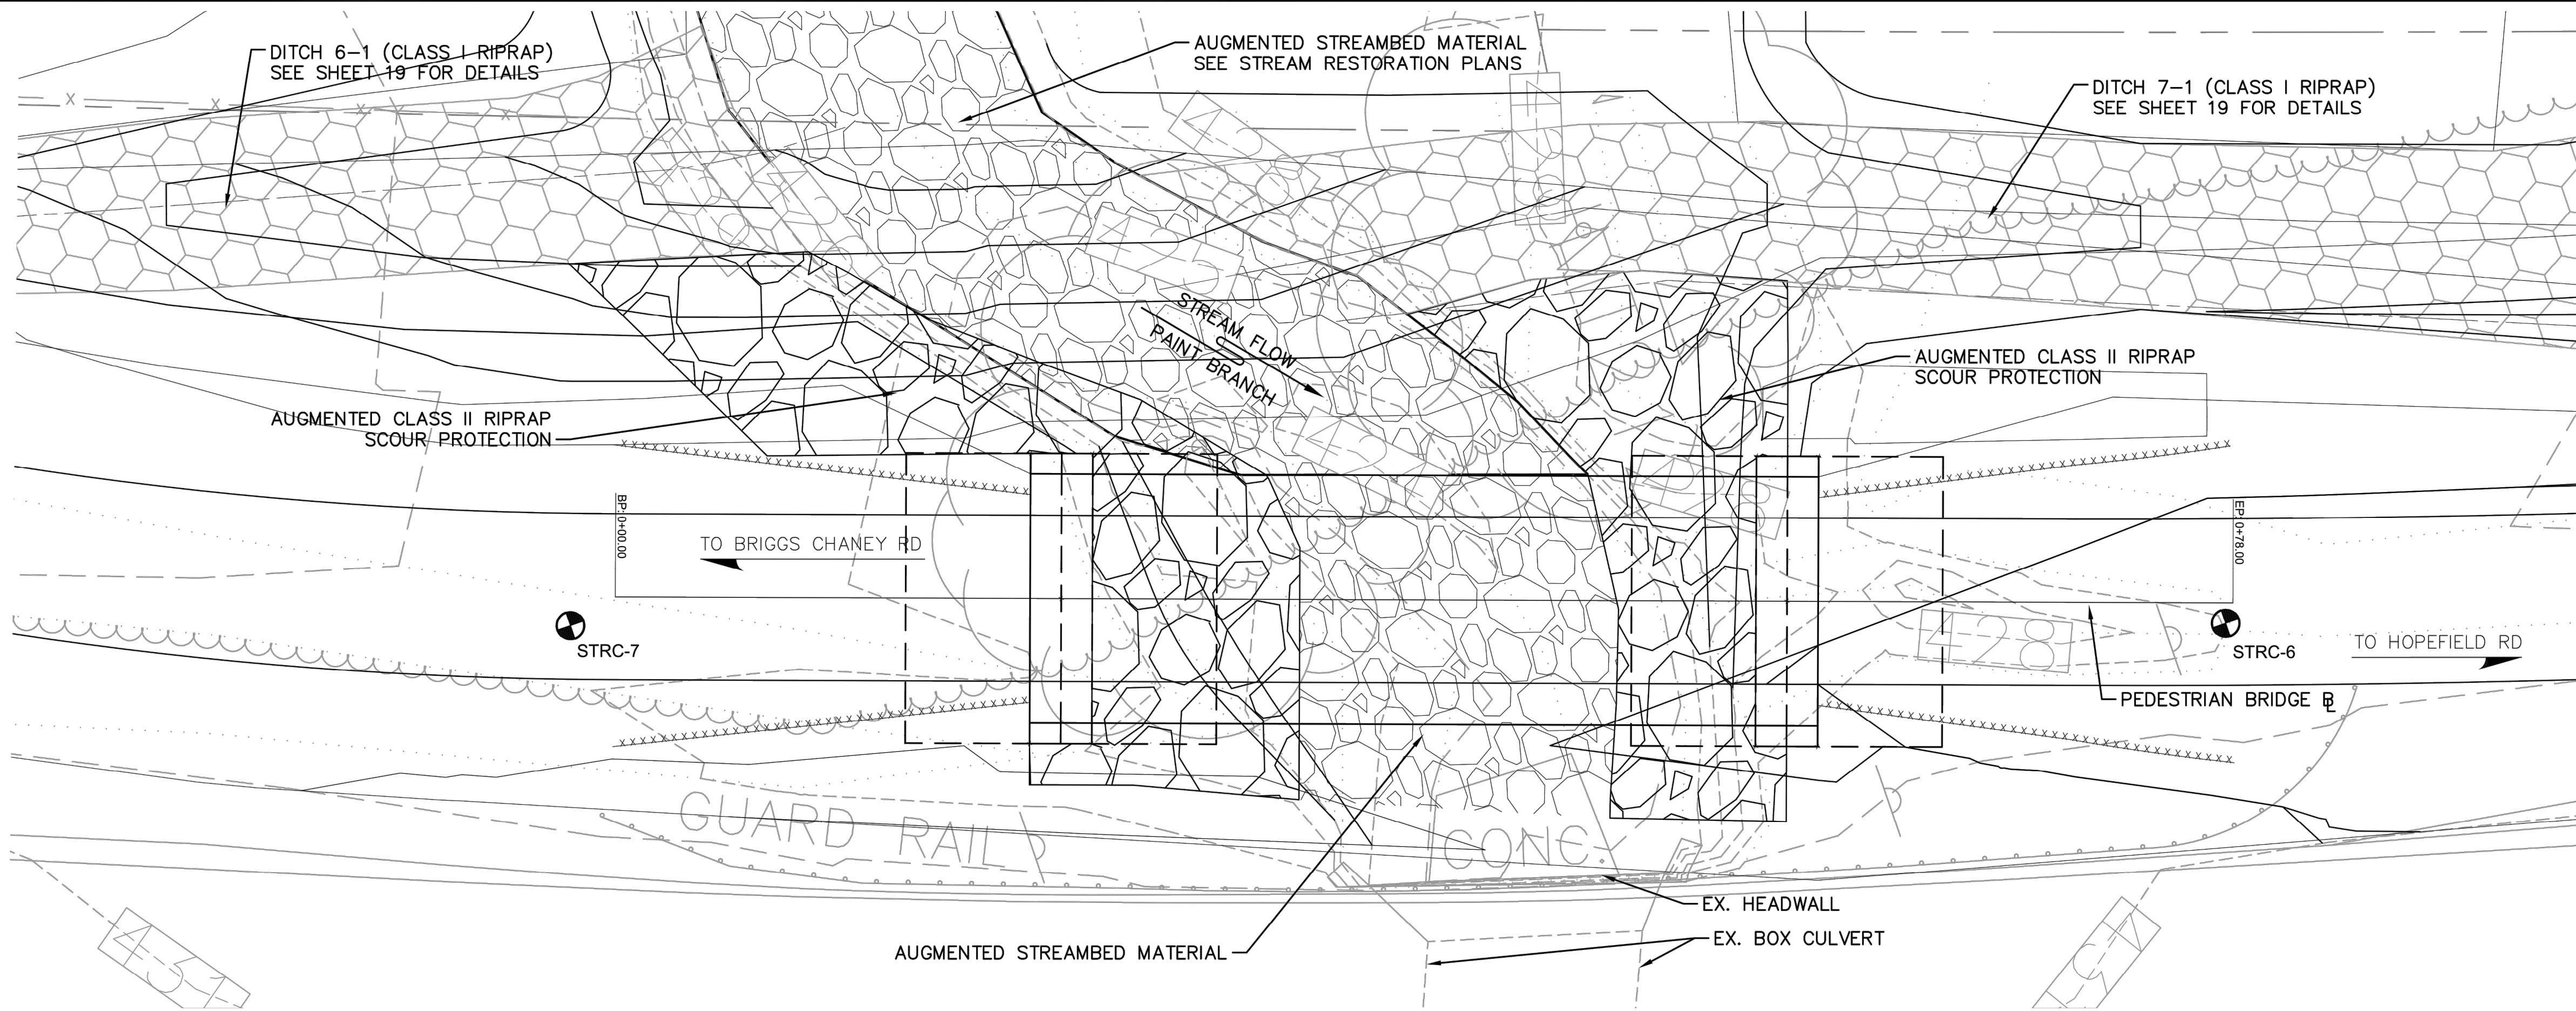 DITCH 6-1 (CLASS I RIPRAP)
SEE SHEET 19 FOR DETAILS
AUGMENTED STREAMBED MATERIAL
SEE STREAM RESTORATION PLANS
DITCH 7-1 (CLASS I RIPRAP)
SEE SHEET 19 FOR DETAILS
STREAM FLOW
PAINT BRANCH
AUGMENTED CLASS II RIPRAP
SCOUR PROTECTION
AUGMENTED CLASS II RIPRAP
SCOUR PROTECTION
BP: 0+00.00
EP: 0+78.00
TO BRIGGS CHANEY RD
STRC-7
428
STRC-6
TO HOPEFIELD RD
PEDESTRIAN BRIDGE BL
GUARD RAIL
CONC.
EX. HEADWALL
EX. BOX CULVERT
AUGMENTED STREAMBED MATERIAL
431